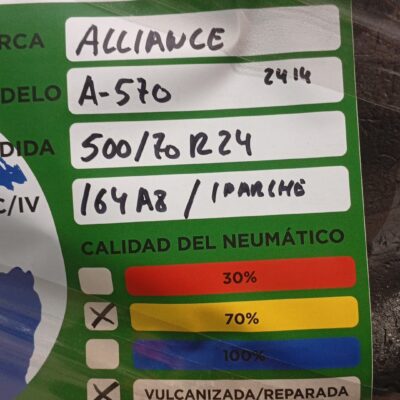 RCA ALLIANCE
DELO A-570 2414
DIDA 500/70 R24
C/IV 164 A8 / 1 PARCHE
CALIDAD DEL NEUMÁTICO
30%
X 70%
100%
X VULCANIZADA/REPARADA